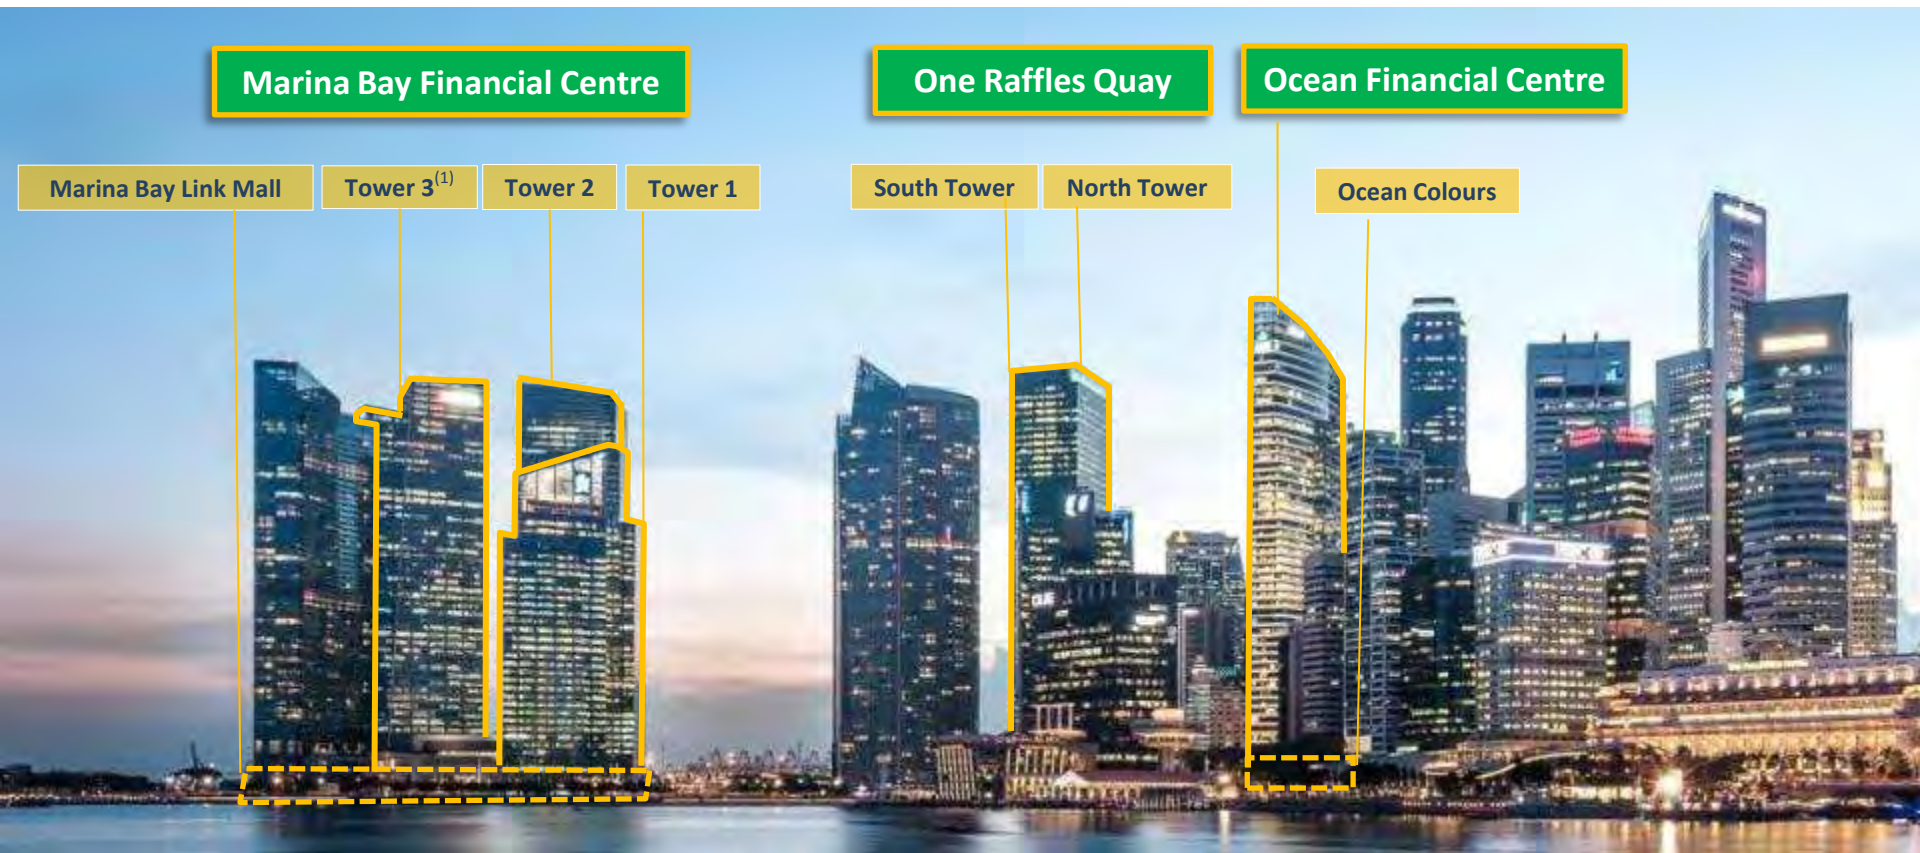 Marina Bay Financial Centre
One Raffles Quay
Ocean Financial Centre
Marina Bay Link Mall
Tower 3(1)
Tower 2
Tower 1
South Tower
North Tower
Ocean Colours